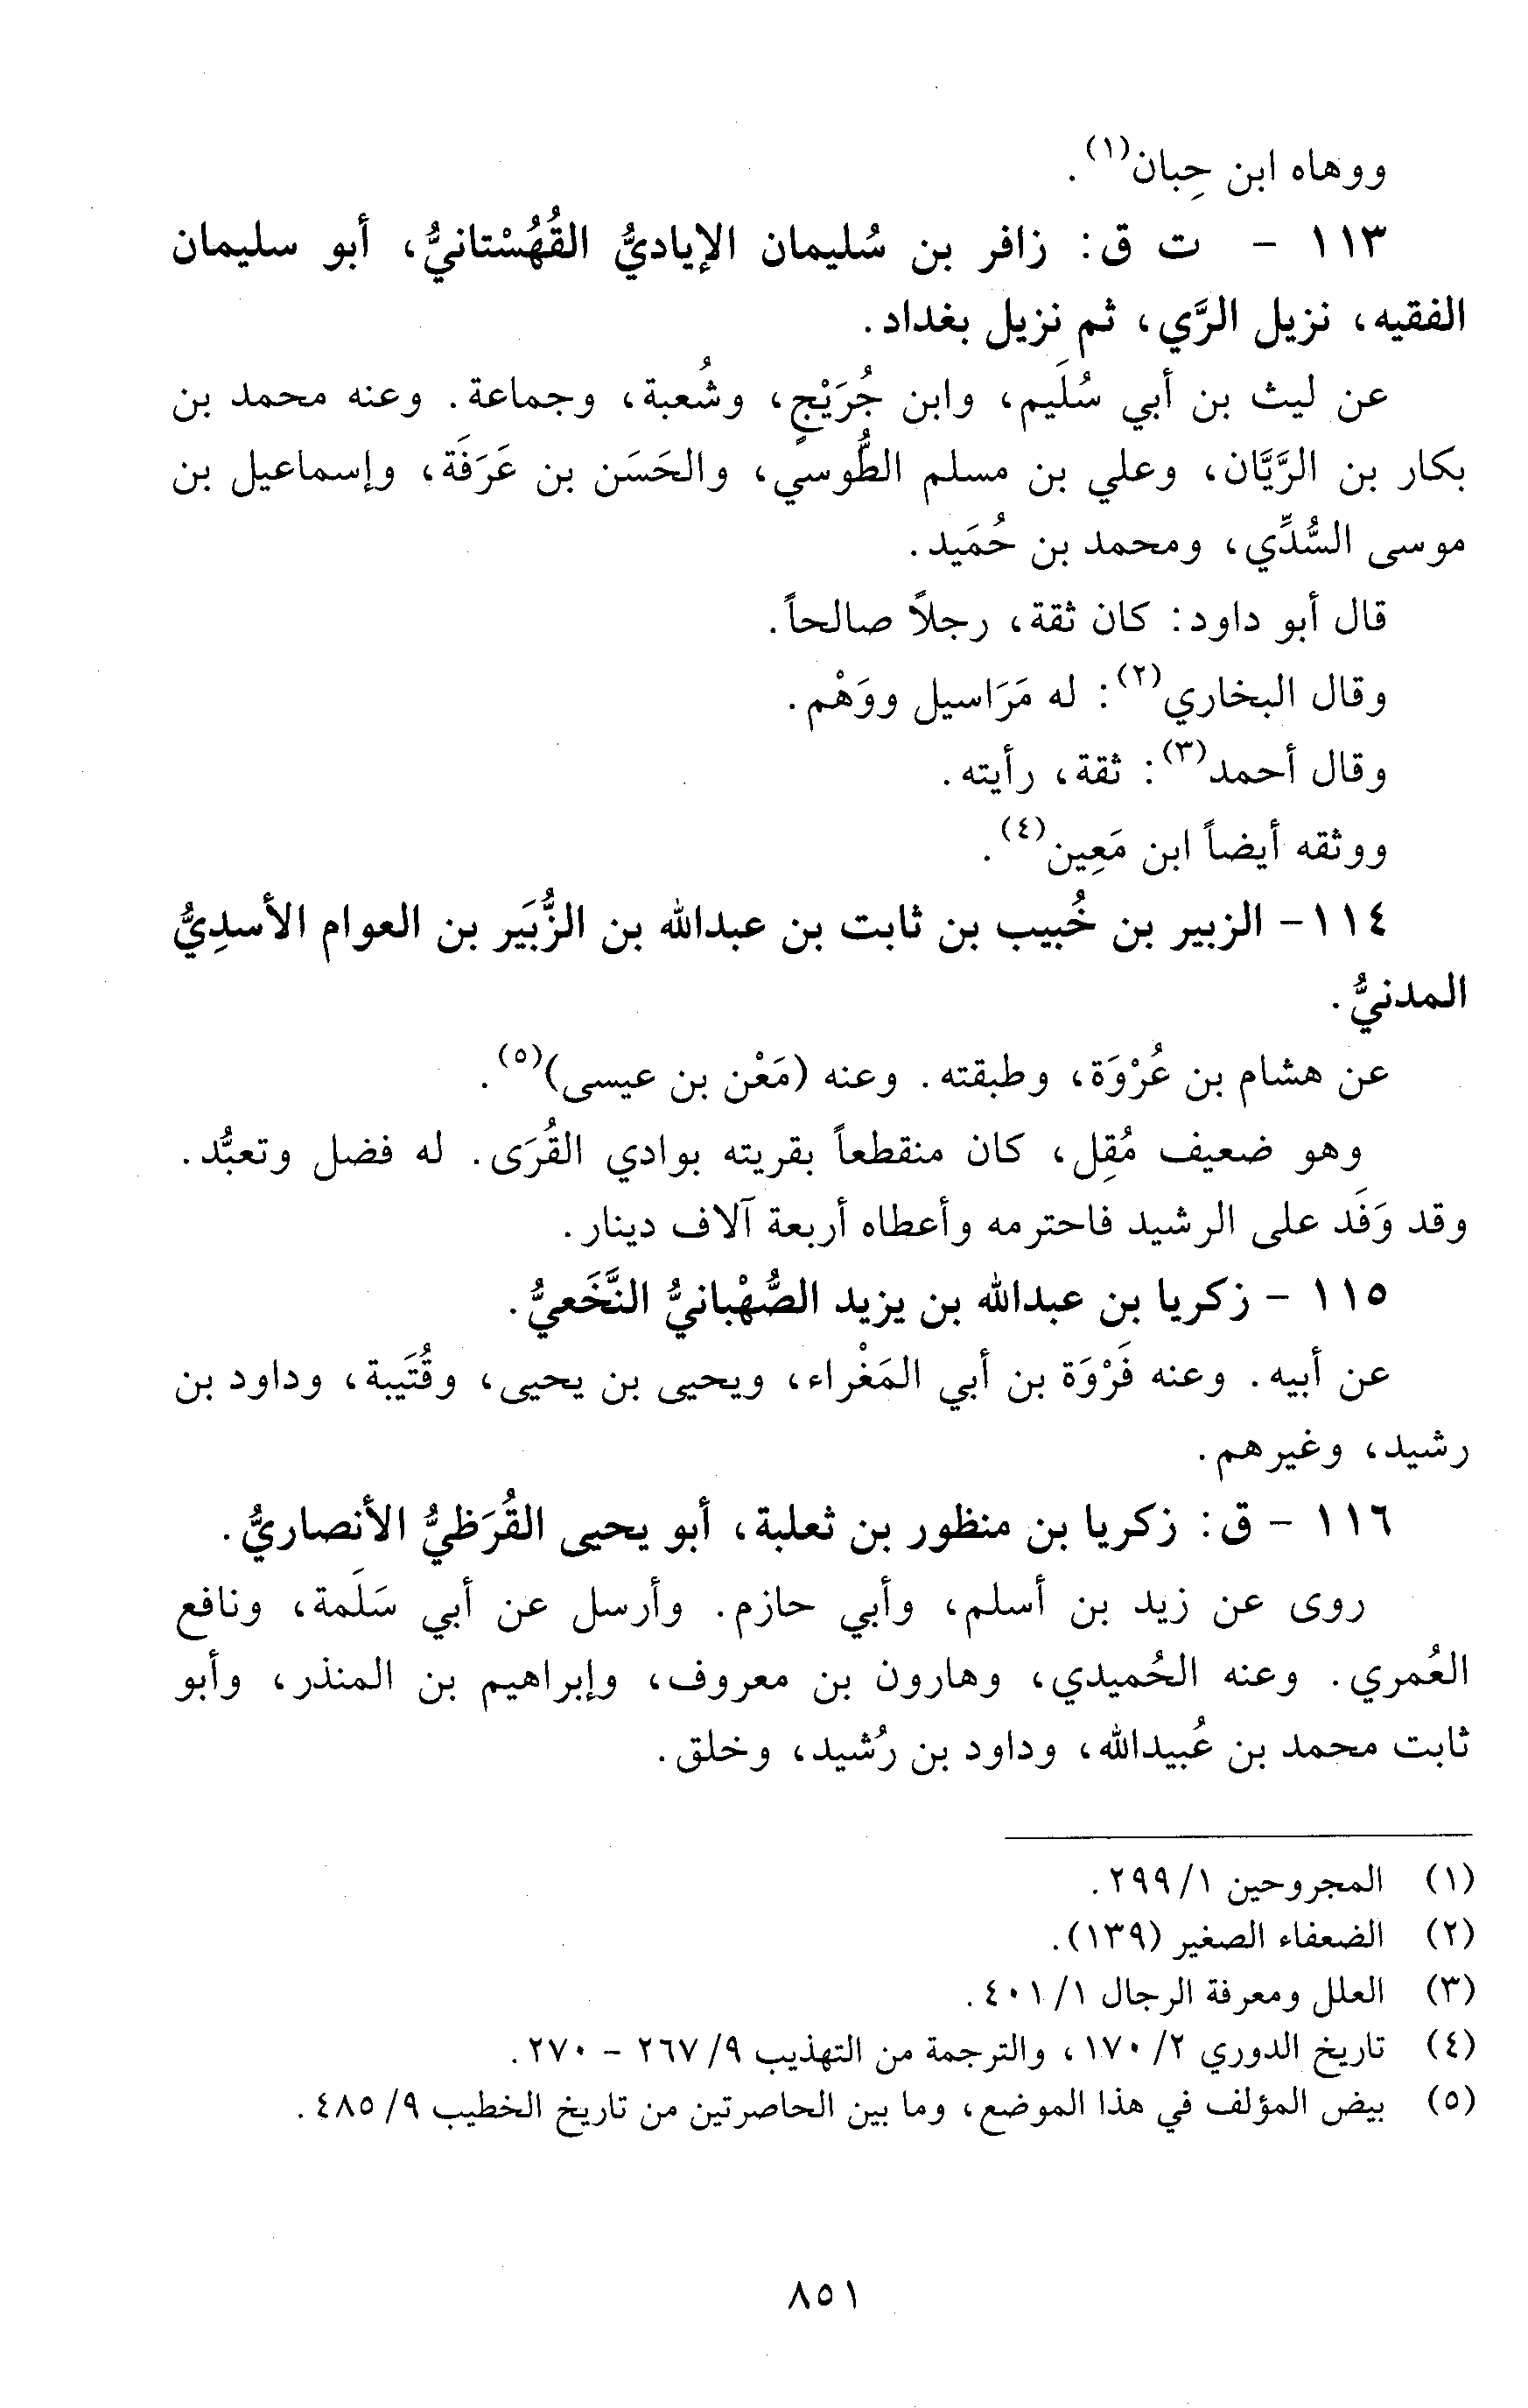 ووهاه ابن حِبان(١).
١١٣ - ت ق: زافر بن سُليمان الإياديُّ القُهُسْتانيُّ، أبو سليمان
الفقيه، نزيل الرَّي، ثم نزيل بغداد.
عن ليث بن أبي سُلَيم، وابن جُرَيْجٍ، وشُعبة، وجماعة. وعنه محمد بن
بكار بن الرَّيَّان، وعلي بن مسلم الطُّوسي، والحَسَن بن عَرَفَة، وإسماعيل بن
موسى السُّدِّي، ومحمد بن حُمَيد.
قال أبو داود: كان ثقة، رجلاً صالحاً.
وقال البخاري(٢): له مَرَاسيل ووَهْم.
وقال أحمد(٣): ثقة، رأيته.
ووثقه أيضاً ابن مَعِين(٤).
١١٤- الزبير بن خُبيب بن ثابت بن عبدالله بن الزُّبَير بن العوام الأسدِيُّ
المدنيُّ.
عن هشام بن عُرْوَة، وطبقته. وعنه (مَعْن بن عيسى)(٥).
وهو ضعيف مُقِل، كان منقطعاً بقريته بوادي القُرَى. له فضل وتعبُّد.
وقد وَفَد على الرشيد فاحترمه وأعطاه أربعة آلاف دينار.
١١٥ - زكريا بن عبدالله بن يزيد الصُّهْبانيُّ النَّخَعيُّ.
عن أبيه. وعنه فَرْوَة بن أبي المَغْراء، ويحيى بن يحيى، وقُتَيبة، وداود بن
رشيد، وغيرهم.
١١٦ - ق: زكريا بن منظور بن ثعلبة، أبو يحيى القُرَظيُّ الأنصاريُّ.
روى عن زيد بن أسلم، وأبي حازم. وأرسل عن أبي سَلَمة، ونافع
العُمري. وعنه الحُميدي، وهارون بن معروف، وإبراهيم بن المنذر، وأبو
ثابت محمد بن عُبيدالله، وداود بن رُشيد، وخلق.
(١) المجروحين ١/ ٢٩٩.
(٢) الضعفاء الصغير (١٣٩).
(٣) العلل ومعرفة الرجال ١/ ٤٠١.
(٤) تاريخ الدوري ٢/ ١٧٠، والترجمة من التهذيب ٩/ ٢٦٧ - ٢٧٠.
(٥) بيض المؤلف في هذا الموضع، وما بين الحاصرتين من تاريخ الخطيب ٩/ ٤٨٥.
٨٥١